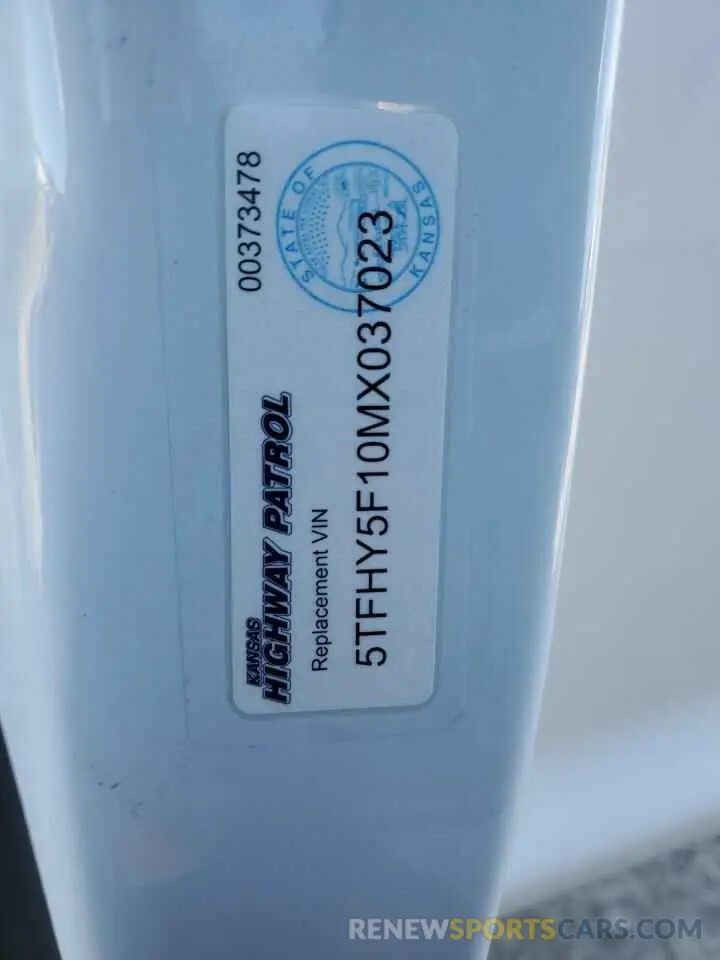 00373478
STATE OF KANSAS
KANSAS
HIGHWAY PATROL
Replacement VIN
5TFHY5F10MX037023
RENEWSPORTSCARS.COM